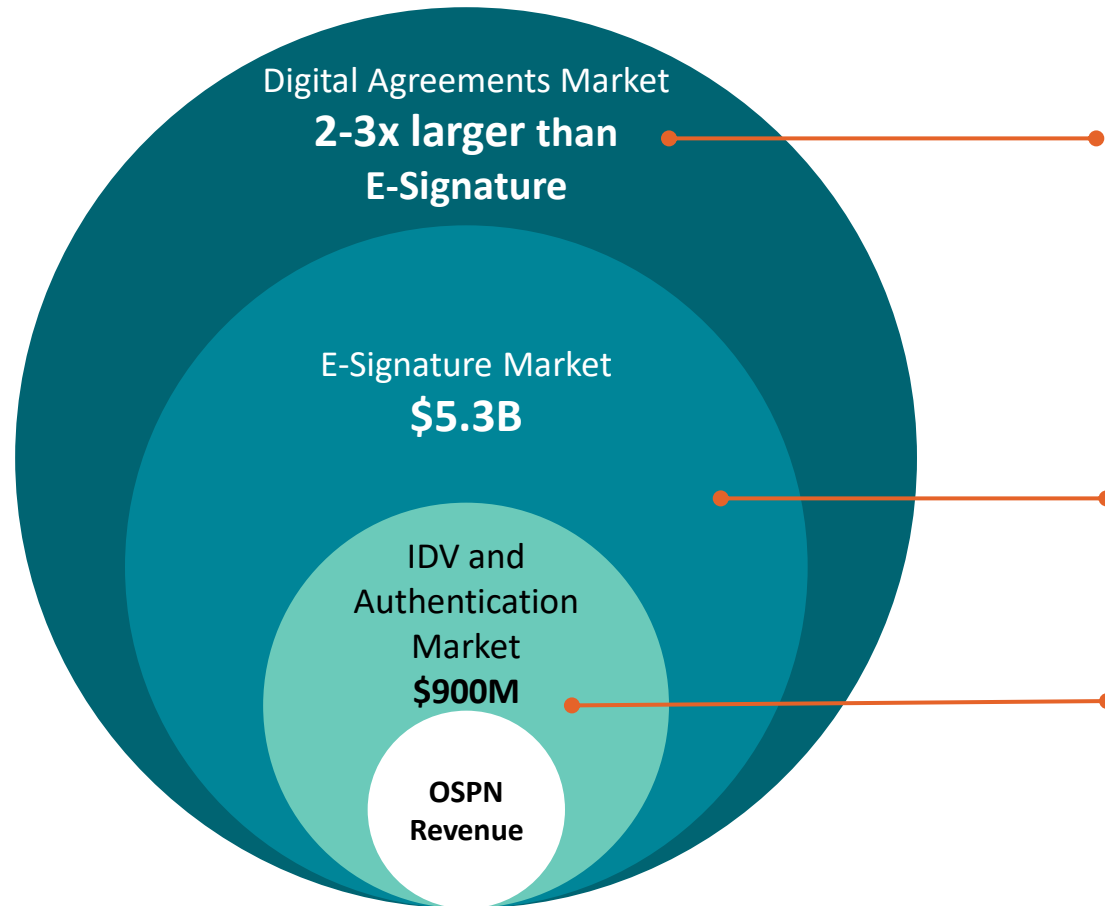 Digital Agreements Market
2-3x larger than
E-Signature
E-Signature Market
$5.3B
IDV and
Authentication
Market
$900M
OSPN
Revenue